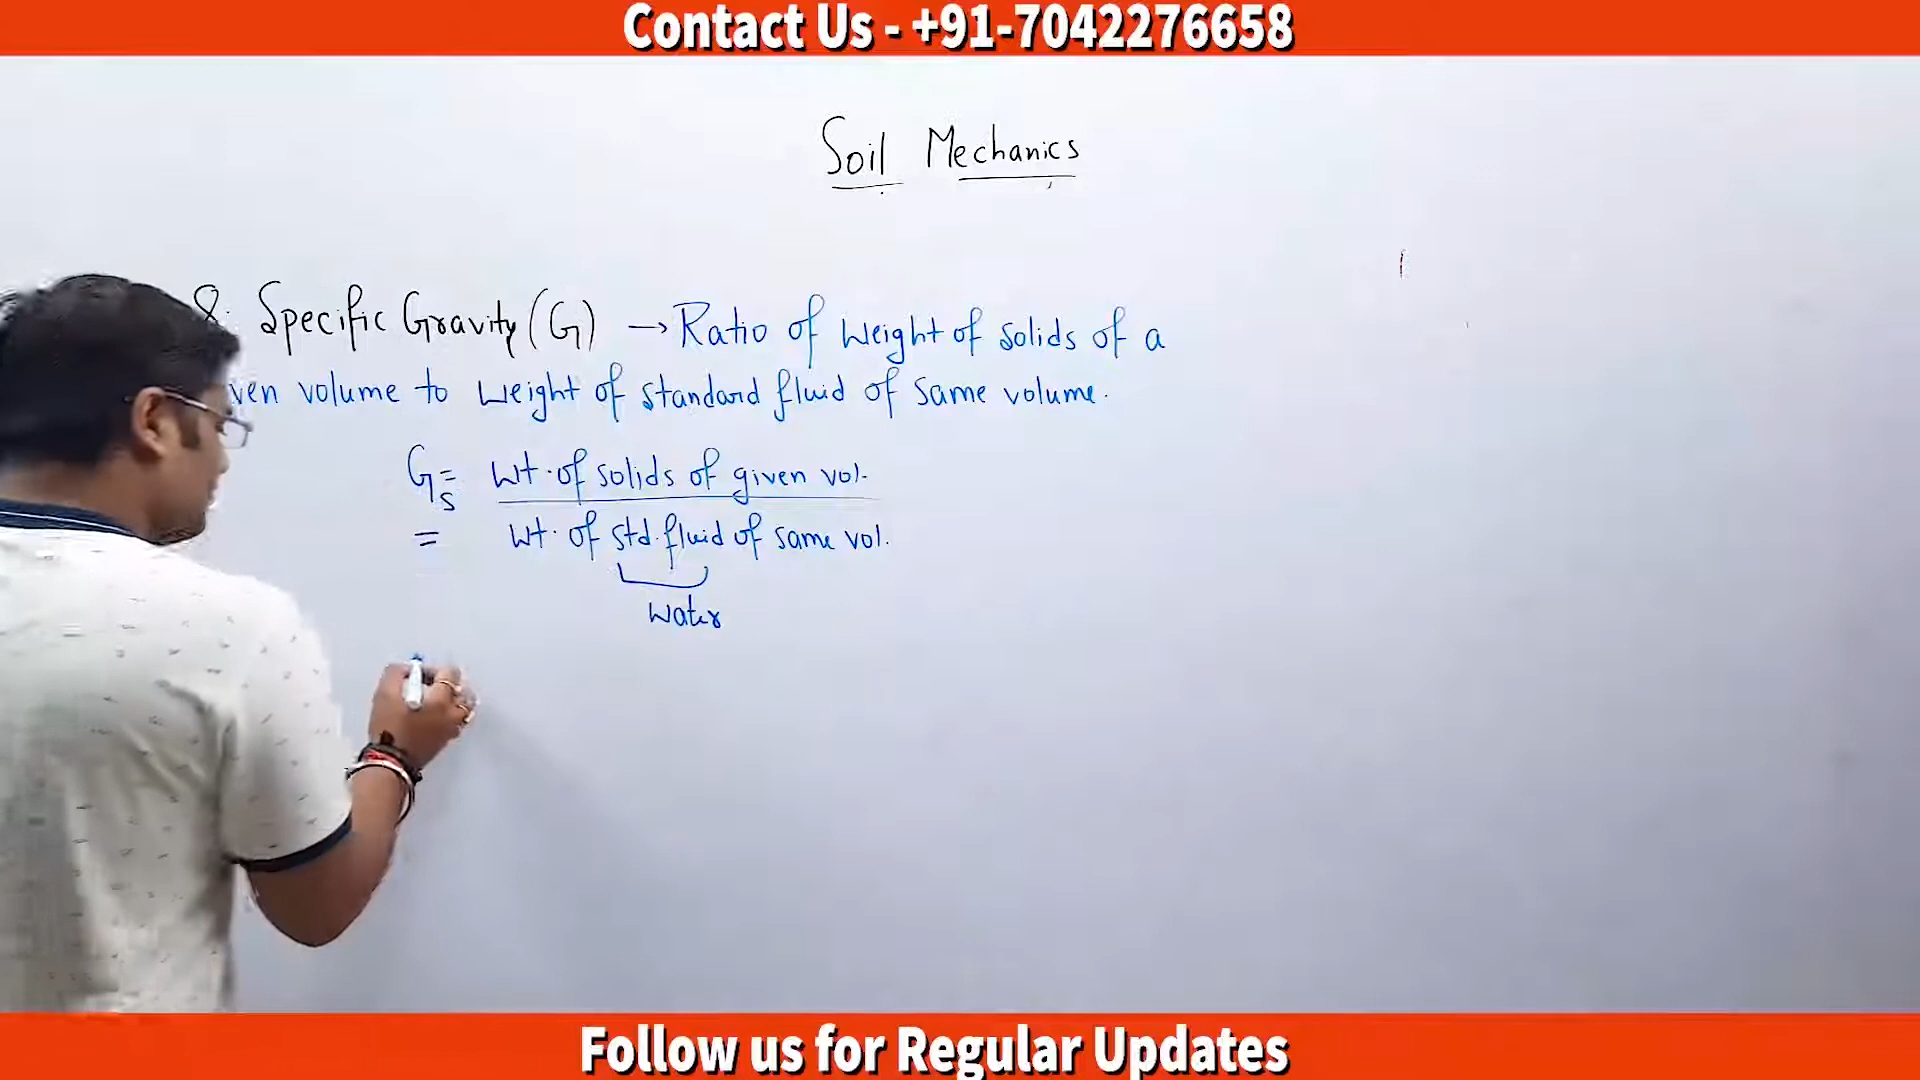 Contact Us - +91-7042276658
Soil Mechanics
8. Specific Gravity (G) → Ratio of weight of solids of a
ven volume to weight of standard fluid of same volume.
Gs = Wt. of solids of given vol.
= Wt. of std. fluid of same vol.
Water
Follow us for Regular Updates